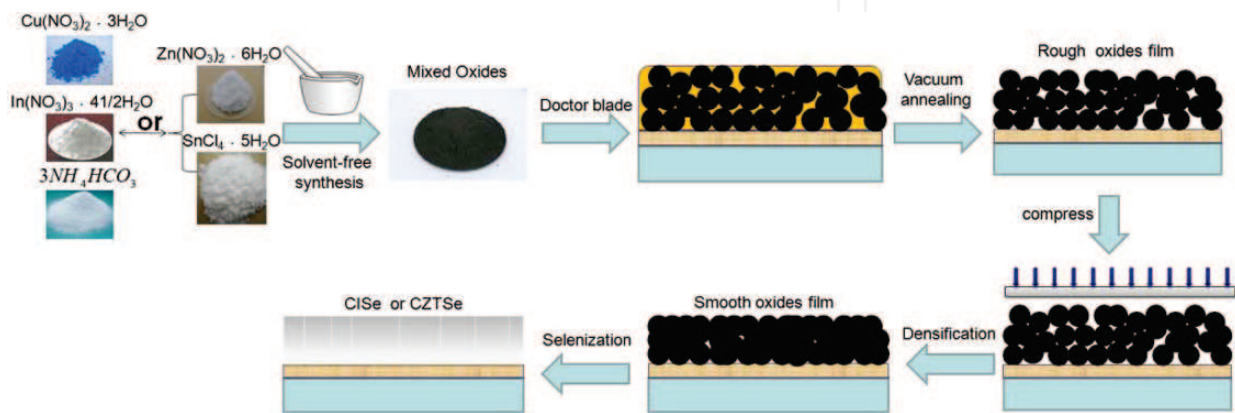 Cu(NO₃)₂ · 3H₂O
Zn(NO₃)₂ · 6H₂O
In(NO₃)₃ · 41/2H₂O
or
SnCl₄ · 5H₂O
3NH₄HCO₃
Solvent-free
synthesis
Mixed Oxides
Doctor blade
Vacuum
annealing
Rough oxides film
compress
Densification
Smooth oxides film
Selenization
CISe or CZTSe